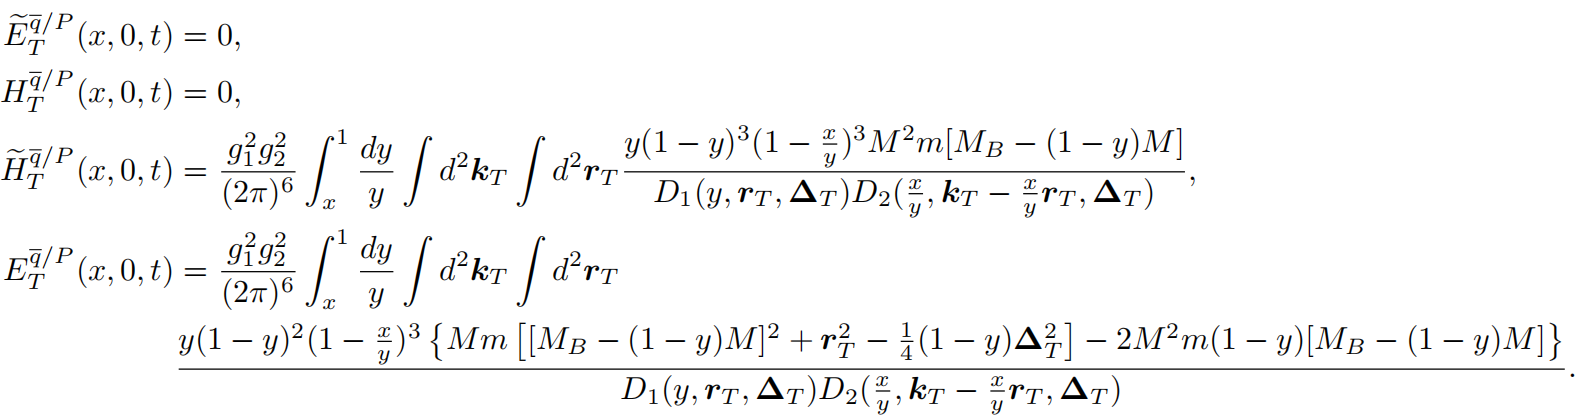 \widetilde{E}_T^{\overline{q}/P}(x,0,t) = 0,
H_T^{\overline{q}/P}(x,0,t) = 0,
\widetilde{H}_T^{\overline{q}/P}(x,0,t) = \frac{g_1^2 g_2^2}{(2\pi)^6} \int_x^1 \frac{dy}{y} \int d^2\boldsymbol{k}_T \int d^2\boldsymbol{r}_T \frac{y(1-y)^3(1-\frac{x}{y})^3 M^2 m[M_B-(1-y)M]}{D_1(y,\boldsymbol{r}_T,\boldsymbol{\Delta}_T)D_2(\frac{x}{y},\boldsymbol{k}_T-\frac{x}{y}\boldsymbol{r}_T,\boldsymbol{\Delta}_T)},
E_T^{\overline{q}/P}(x,0,t) = \frac{g_1^2 g_2^2}{(2\pi)^6} \int_x^1 \frac{dy}{y} \int d^2\boldsymbol{k}_T \int d^2\boldsymbol{r}_T
\frac{y(1-y)^2(1-\frac{x}{y})^3\left\{Mm\left[[M_B-(1-y)M]^2+\boldsymbol{r}_T^2-\frac{1}{4}(1-y)\boldsymbol{\Delta}_T^2\right]-2M^2m(1-y)[M_B-(1-y)M]\right\}}{D_1(y,\boldsymbol{r}_T,\boldsymbol{\Delta}_T)D_2(\frac{x}{y},\boldsymbol{k}_T-\frac{x}{y}\boldsymbol{r}_T,\boldsymbol{\Delta}_T)}.